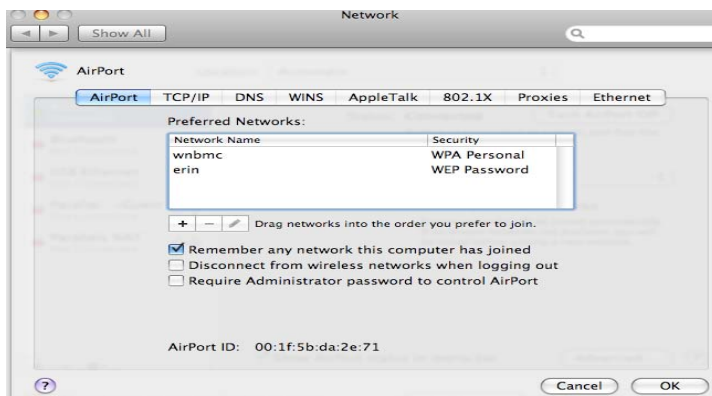 Network
Show All
AirPort
AirPort TCP/IP DNS WINS AppleTalk 802.1X Proxies Ethernet
Preferred Networks:
Network Name Security
wnbmc WPA Personal
erin WEP Password
+ − Drag networks into the order you prefer to join.
Remember any network this computer has joined
Disconnect from wireless networks when logging out
Require Administrator password to control AirPort
AirPort ID: 00:1f:5b:da:2e:71
? Cancel OK